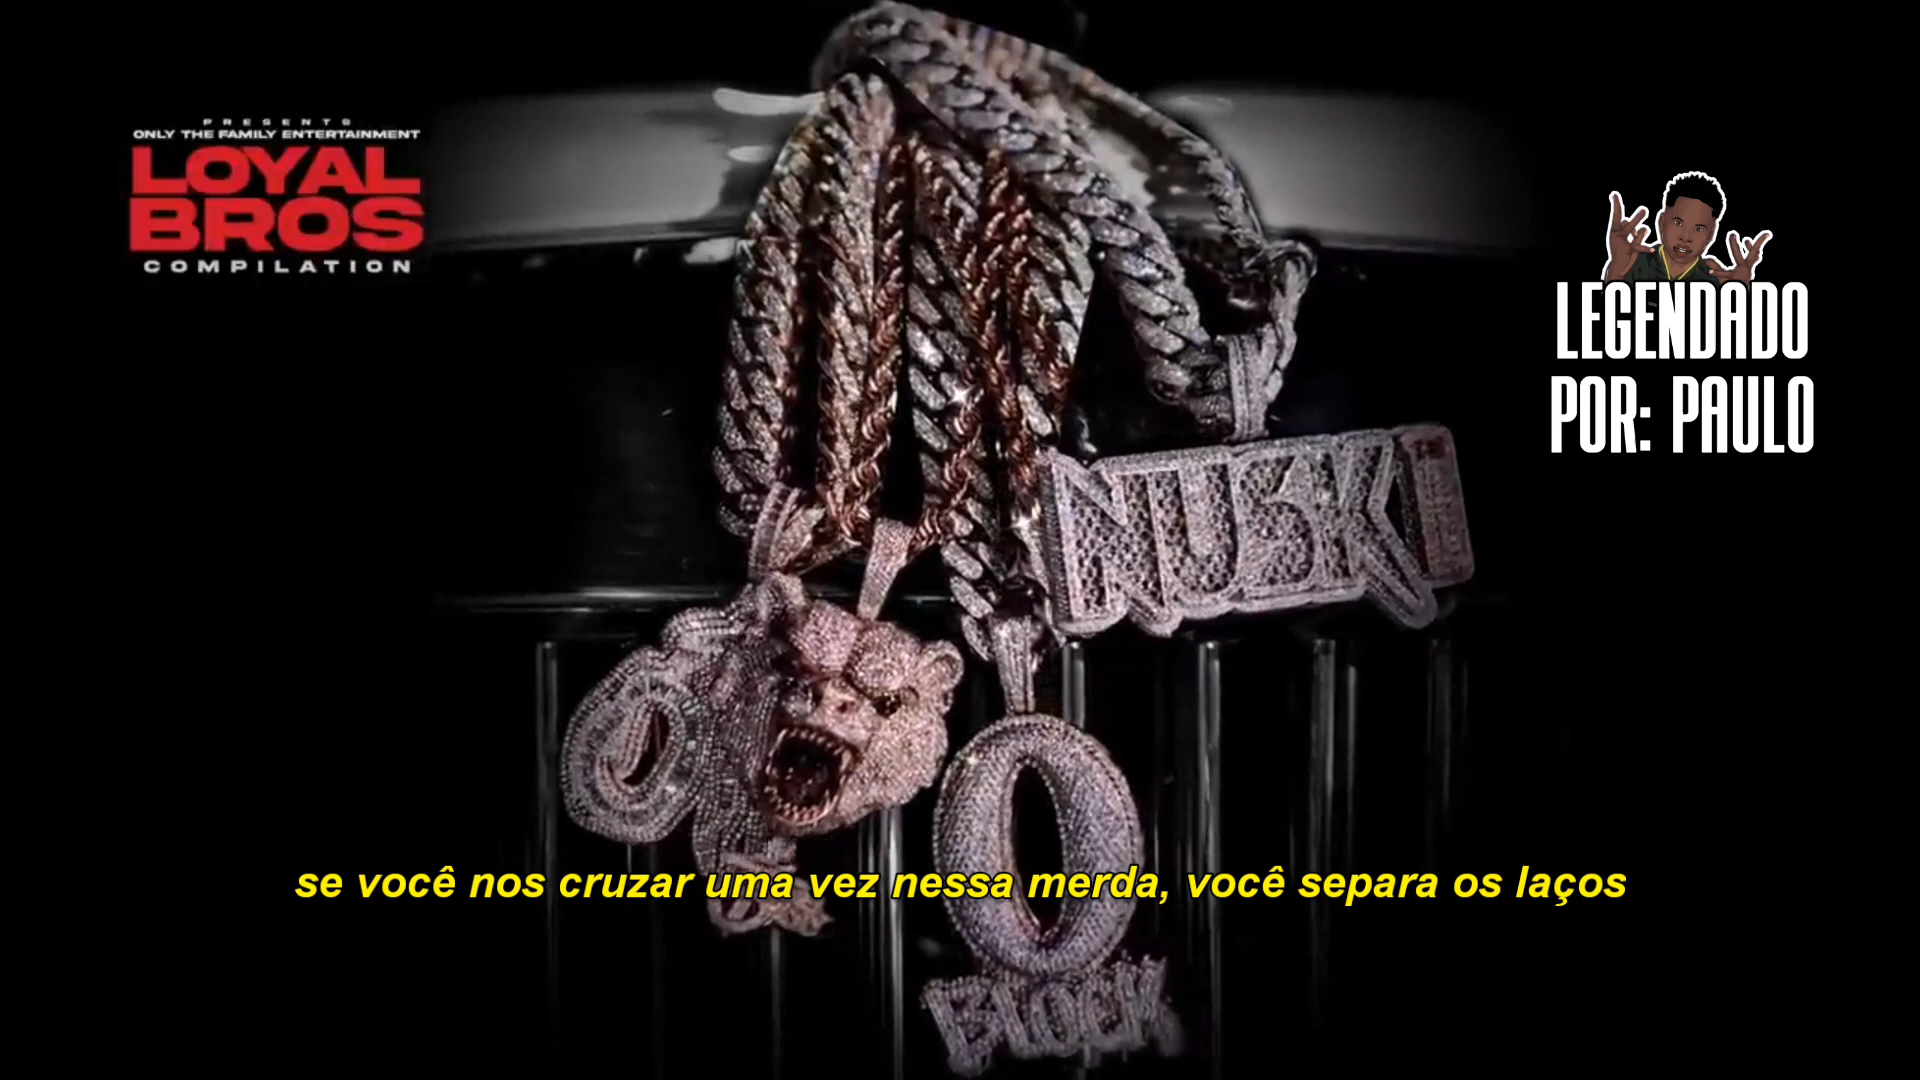 PRESENTS
ONLY THE FAMILY ENTERTAINMENT
LOYAL
BROS
COMPILATION
LEGENDADO
POR: PAULO
NUSKI
O
BLOCK
se você nos cruzar uma vez nessa merda, você separa os laços